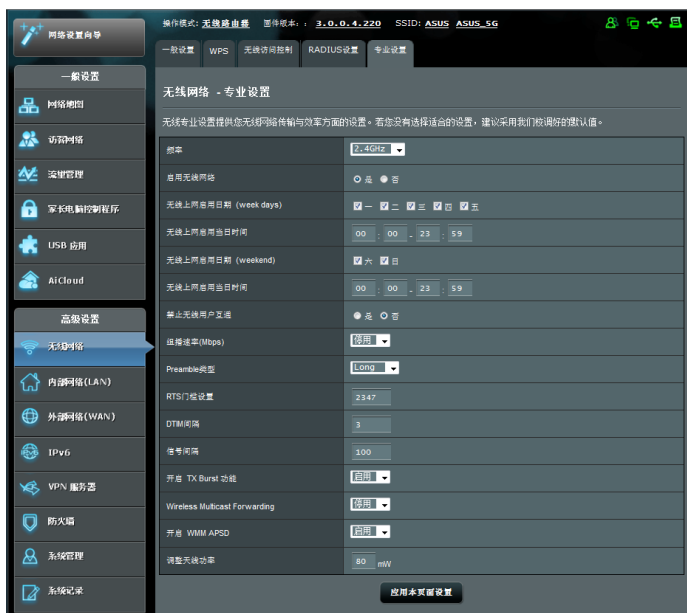 网络设置向导
操作模式: 无线路由器 固件版本: : 3.0.0.4.220 SSID: ASUS ASUS_5G
一般设置 WPS 无线访问控制 RADIUS设置 专业设置
一般设置
网络地图
访客网络
流量管理
家长电脑控制程序
USB 应用
AiCloud
高级设置
无线网络
内部网络(LAN)
外部网络(WAN)
IPv6
VPN 服务器
防火墙
系统管理
系统记录
无线网络 - 专业设置
无线专业设置提供您无线网络传输与效率方面的设置。若您没有选择适合的设置，建议采用我们校调好的默认值。
频率 2.4GHz
启用无线网络 是 否
无线上网启用日期 (week days) 一 二 三 四 五
无线上网启用当日时间 00 : 00 - 23 : 59
无线上网启用日期 (weekend) 六 日
无线上网启用当日时间 00 : 00 - 23 : 59
禁止无线用户互通 是 否
组播速率(Mbps) 停用
Preamble类型 Long
RTS门槛设置 2347
DTIM间隔 3
信号间隔 100
开启 TX Burst 功能 启用
Wireless Multicast Forwarding 停用
开启 WMM APSD 启用
调整天线功率 80 mW
应用本页面设置